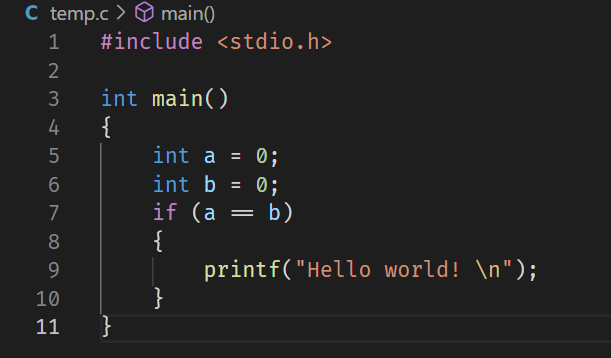 C temp.c > main()
1 #include <stdio.h>
2
3 int main()
4 {
5     int a = 0;
6     int b = 0;
7     if (a == b)
8     {
9         printf("Hello world! \n");
10     }
11 }